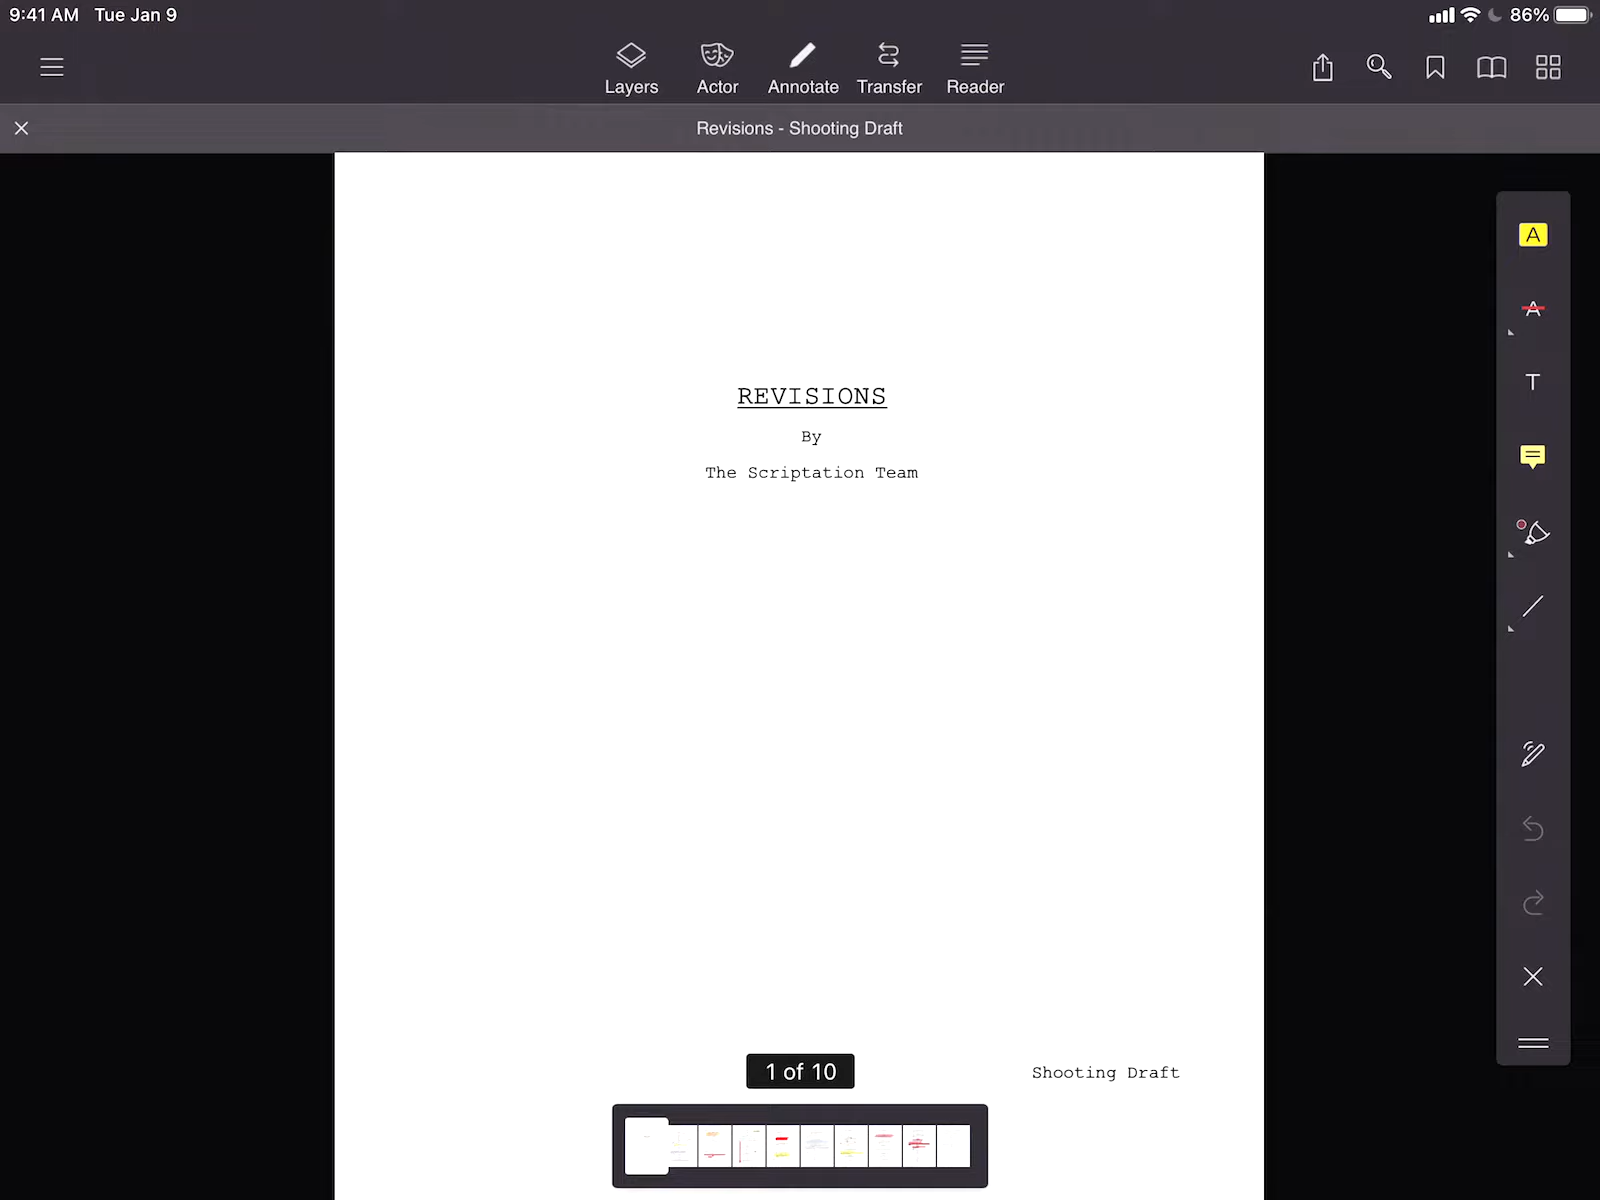 9:41 AM Tue Jan 9
86%
Layers Actor Annotate Transfer Reader
Revisions - Shooting Draft
A
A
T
REVISIONS
By
The Scriptation Team
1 of 10
Shooting Draft